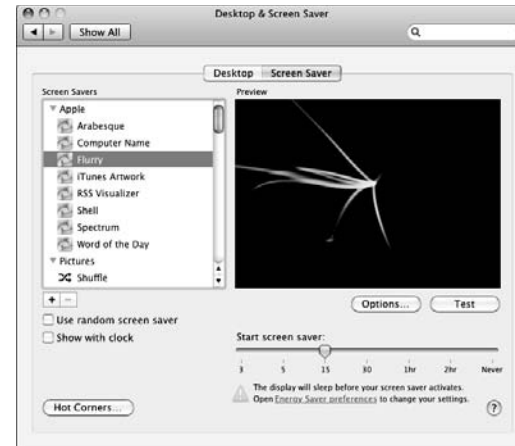 Desktop & Screen Saver
Show All
Desktop Screen Saver
Screen Savers
Preview
Apple
Arabesque
Computer Name
Flurry
iTunes Artwork
RSS Visualizer
Shell
Spectrum
Word of the Day
Pictures
Shuffle
+ −
Options... Test
Use random screen saver
Show with clock
Start screen saver:
3 5 15 30 1hr 2hr Never
The display will sleep before your screen saver activates.
Open Energy Saver preferences to change your settings.
Hot Corners...
?